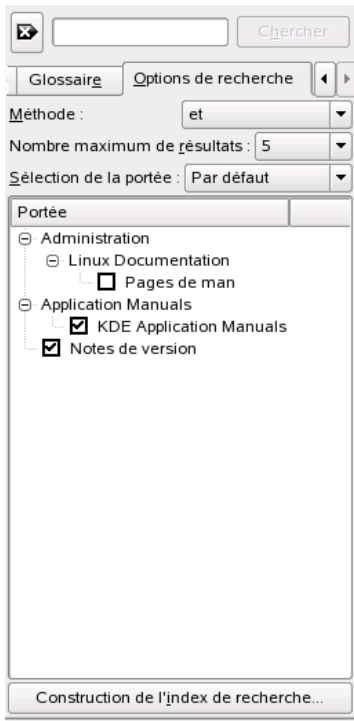 Chercher
Glossaire Options de recherche
Méthode : et
Nombre maximum de résultats : 5
Sélection de la portée : Par défaut
Portée
Administration
Linux Documentation
Pages de man
Application Manuals
KDE Application Manuals
Notes de version
Construction de l'index de recherche...